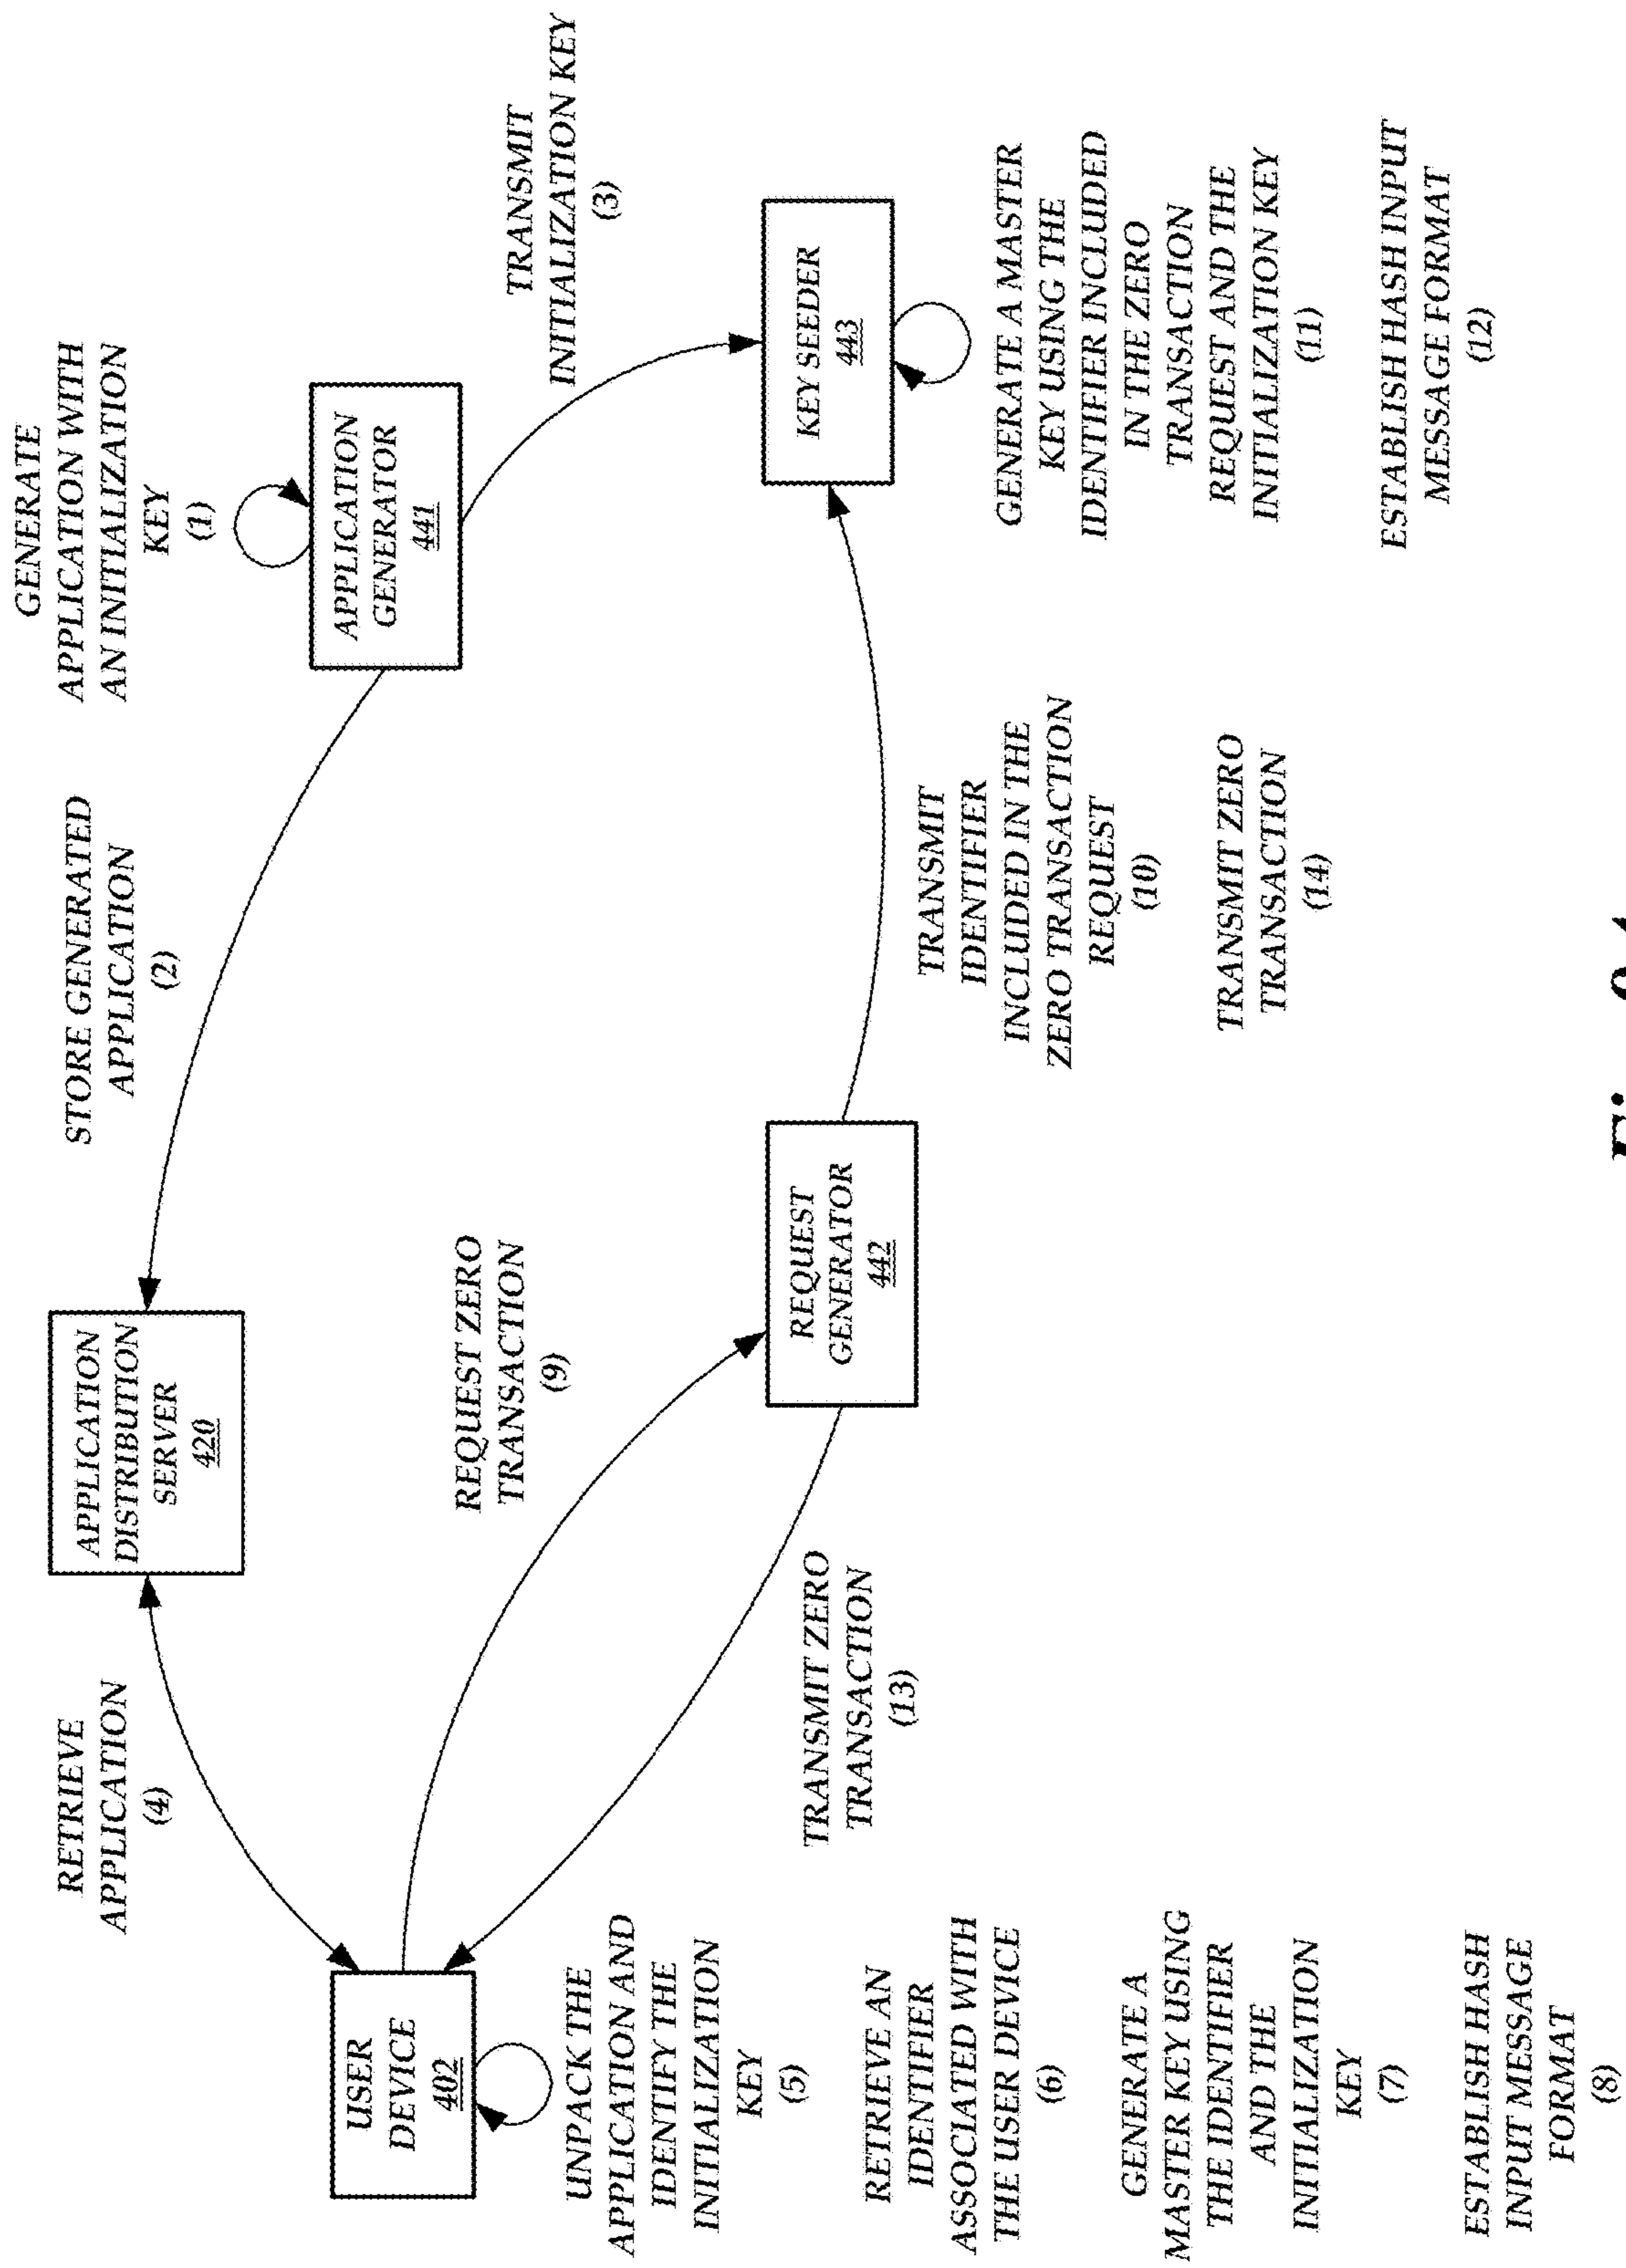 GENERATE
APPLICATION WITH
AN INITIALIZATION
KEY
(1)
STORE GENERATED
APPLICATION
(2)
RETRIEVE
APPLICATION
(4)
APPLICATION
DISTRIBUTION
SERVER
420
APPLICATION
GENERATOR
441
TRANSMIT
INITIALIZATION KEY
(3)
REQUEST ZERO
TRANSACTION
(9)
USER
DEVICE
402
UNPACK THE
APPLICATION AND
IDENTIFY THE
INITIALIZATION
KEY
(5)
RETRIEVE AN
IDENTIFIER
ASSOCIATED WITH
THE USER DEVICE
(6)
GENERATE A
MASTER KEY USING
THE IDENTIFIER
AND THE
INITIALIZATION
KEY
(7)
ESTABLISH HASH
INPUT MESSAGE
FORMAT
(8)
TRANSMIT ZERO
TRANSACTION
(13)
REQUEST
GENERATOR
442
TRANSMIT
IDENTIFIER
INCLUDED IN THE
ZERO TRANSACTION
REQUEST
(10)
TRANSMIT ZERO
TRANSACTION
(14)
KEY SEEDER
443
GENERATE A MASTER
KEY USING THE
IDENTIFIER INCLUDED
IN THE ZERO
TRANSACTION
REQUEST AND THE
INITIALIZATION KEY
(11)
ESTABLISH HASH INPUT
MESSAGE FORMAT
(12)